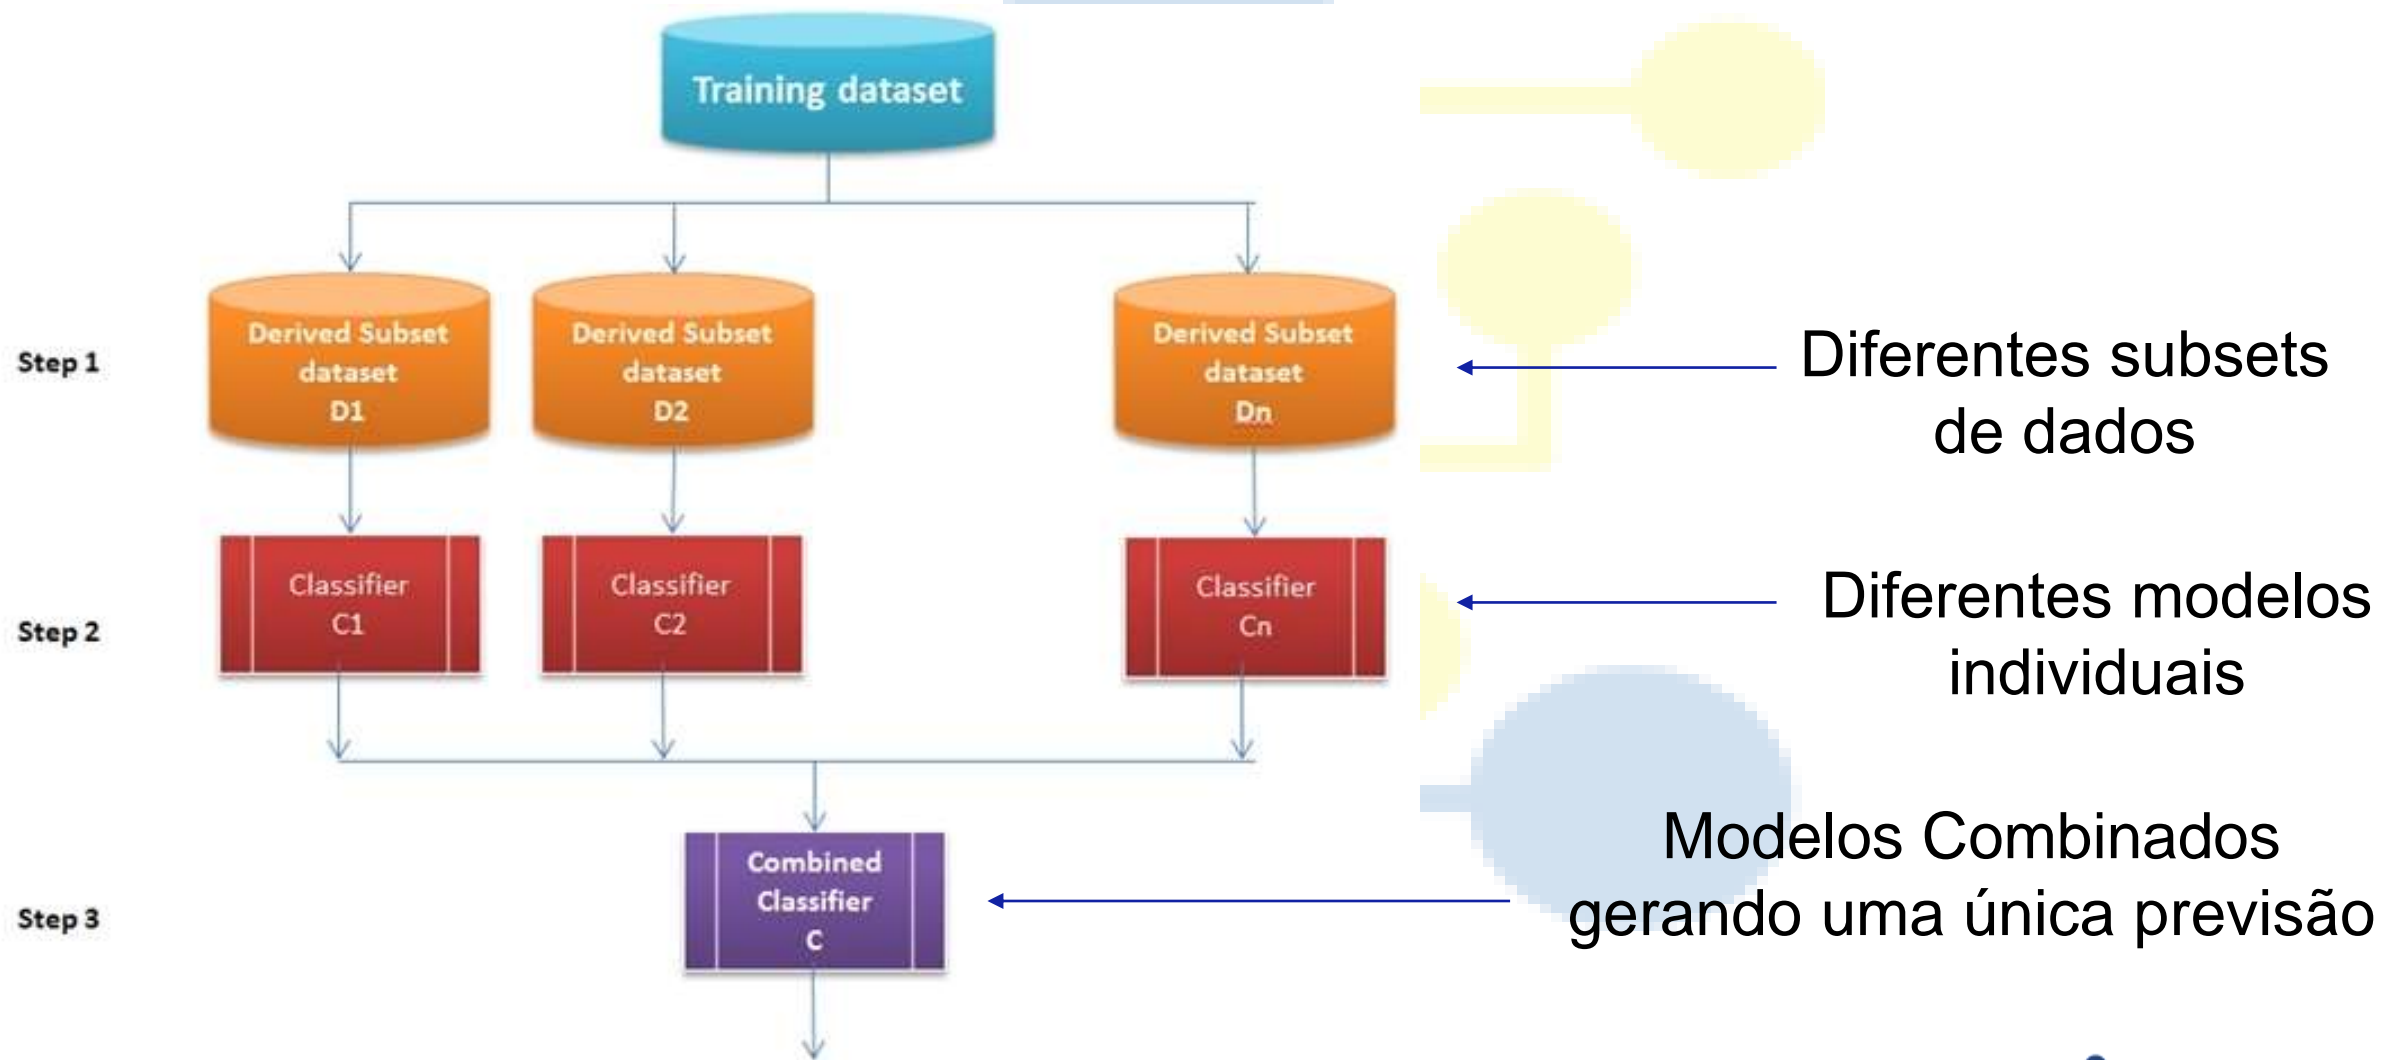 Training dataset
Step 1
Derived Subset
dataset
D1
Derived Subset
dataset
D2
Derived Subset
dataset
Dn
Diferentes subsets
de dados
Step 2
Classifier
C1
Classifier
C2
Classifier
Cn
Diferentes modelos
individuais
Step 3
Combined
Classifier
C
Modelos Combinados
gerando uma única previsão